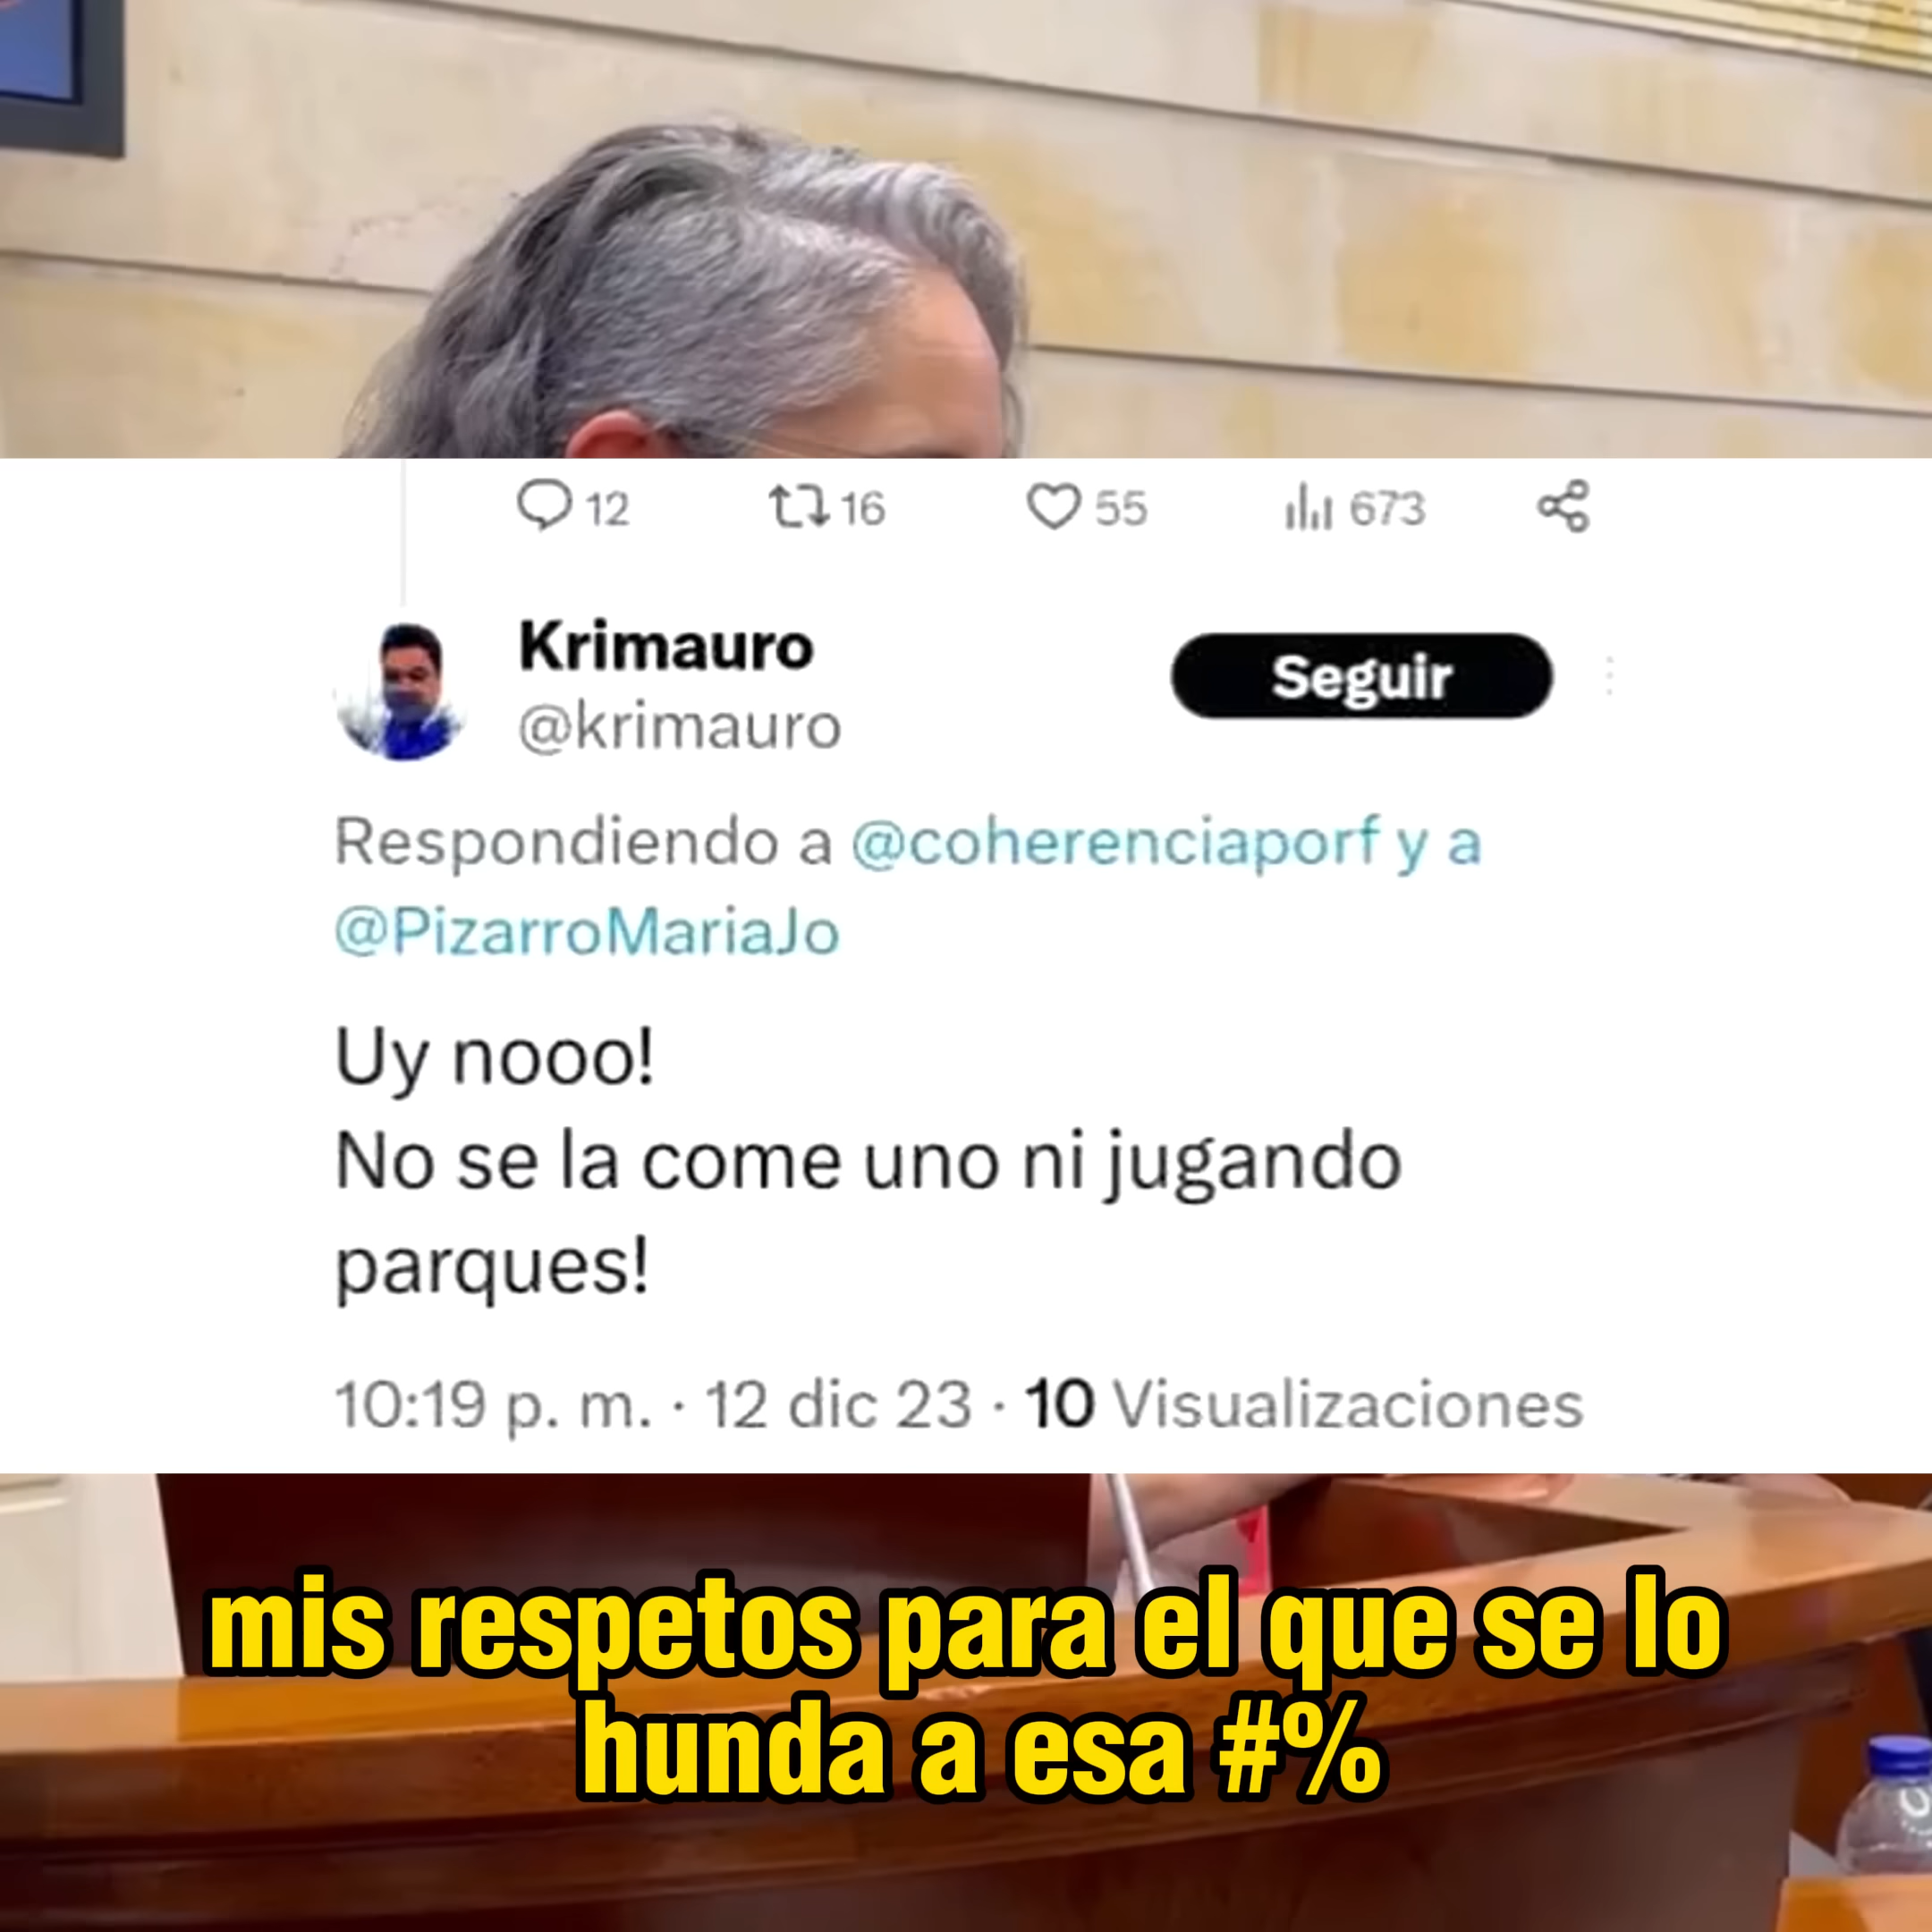 12 16 55 673
Krimauro
Seguir
@krimauro
Respondiendo a @coherenciaporf y a
@PizarroMariaJo
Uy nooo!
No se la come uno ni jugando
parques!
10:19 p. m. · 12 dic 23 · 10 Visualizaciones
mis respetos para el que se lo
hunda a esa #%